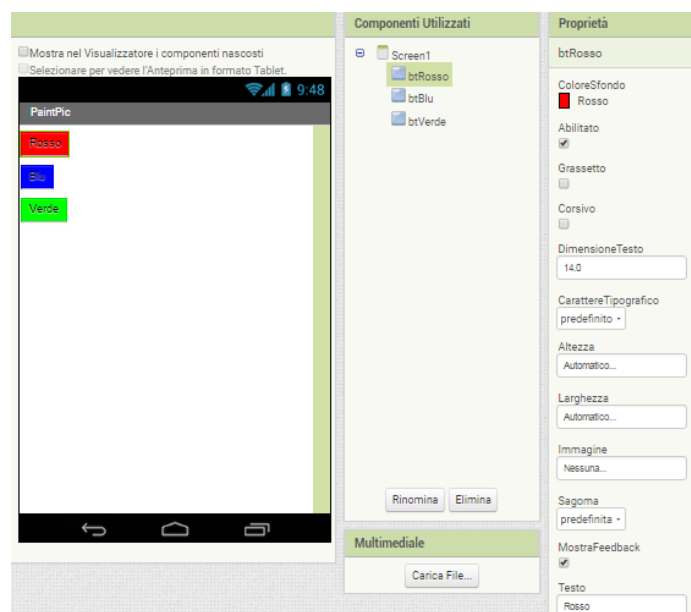 Mostra nel Visualizzatore i componenti nascosti
Selezionare per vedere l'Anteprima in formato Tablet.
9:48
PaintPic
Rosso
Blu
Verde
Componenti Utilizzati
Screen1
btRosso
btBlu
btVerde
Rinomina Elimina
Multimediale
Carica File...
Proprietà
btRosso
ColoreSfondo
Rosso
Abilitato
Grassetto
Corsivo
DimensioneTesto
14.0
CarattereTipografico
predefinito
Altezza
Automatico...
Larghezza
Automatico...
Immagine
Nessuna...
Sagoma
predefinita
MostraFeedback
Testo
Rosso